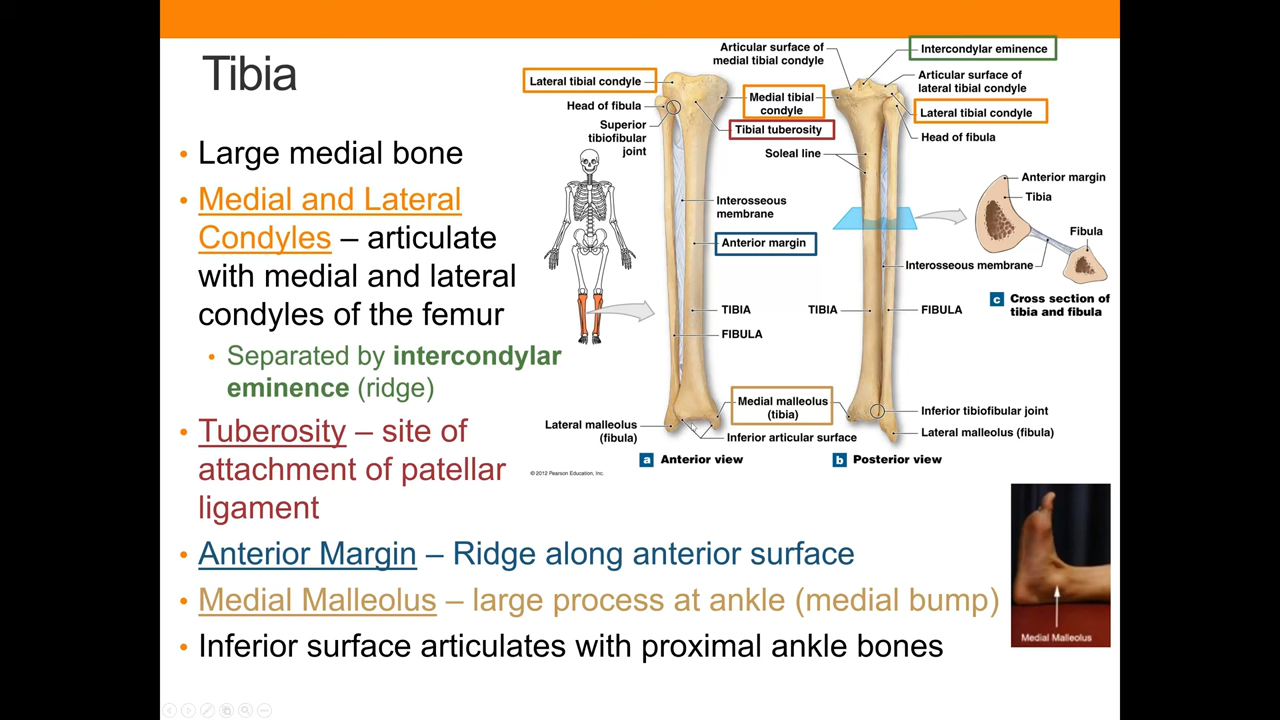 Tibia
• Large medial bone
• Medial and Lateral
Condyles – articulate
with medial and lateral
condyles of the femur
• Separated by intercondylar
eminence (ridge)
• Tuberosity – site of
attachment of patellar
ligament
• Anterior Margin – Ridge along anterior surface
• Medial Malleolus – large process at ankle (medial bump)
• Inferior surface articulates with proximal ankle bones
Lateral tibial condyle
Head of fibula
Superior
tibiofibular
joint
Articular surface of
medial tibial condyle
Medial tibial
condyle
Tibial tuberosity
Soleal line
Interosseous
membrane
Anterior margin
TIBIA
FIBULA
Medial malleolus
(tibia)
Lateral malleolus
(fibula)
Inferior articular surface
a Anterior view
© 2012 Pearson Education, Inc.
Intercondylar eminence
Articular surface of
lateral tibial condyle
Lateral tibial condyle
Head of fibula
TIBIA
FIBULA
Interosseous membrane
Inferior tibiofibular joint
Lateral malleolus (fibula)
b Posterior view
Anterior margin
Tibia
Fibula
c Cross section of
tibia and fibula
Medial Malleolus